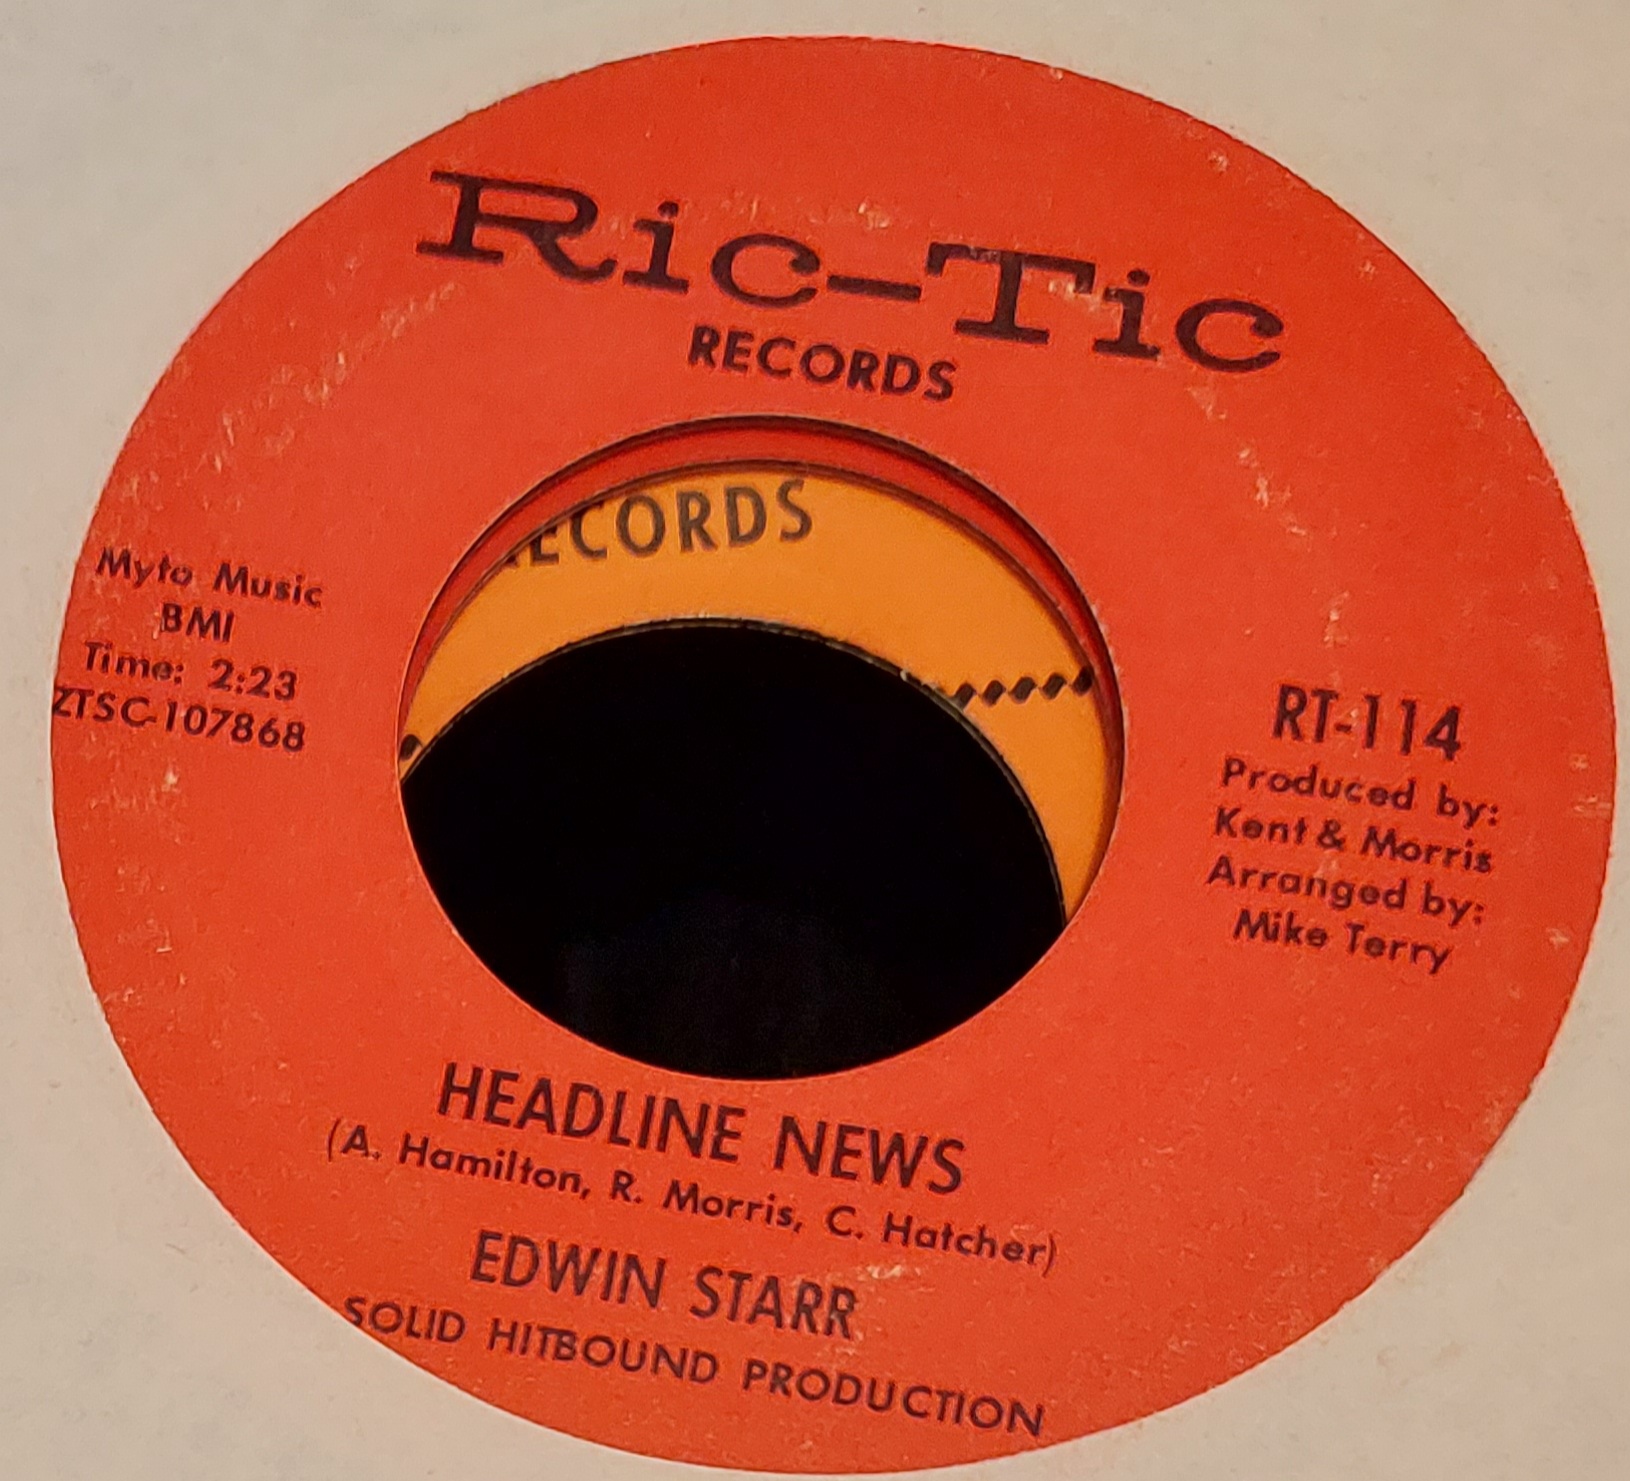 Ric-Tic
RECORDS
ECORDS
Myto Music
BMI
Time: 2:23
ZTSC-107868
RT-114
Produced by:
Kent & Morris
Arranged by:
Mike Terry
HEADLINE NEWS
(A. Hamilton, R. Morris, C. Hatcher)
EDWIN STARR
SOLID HITBOUND PRODUCTION